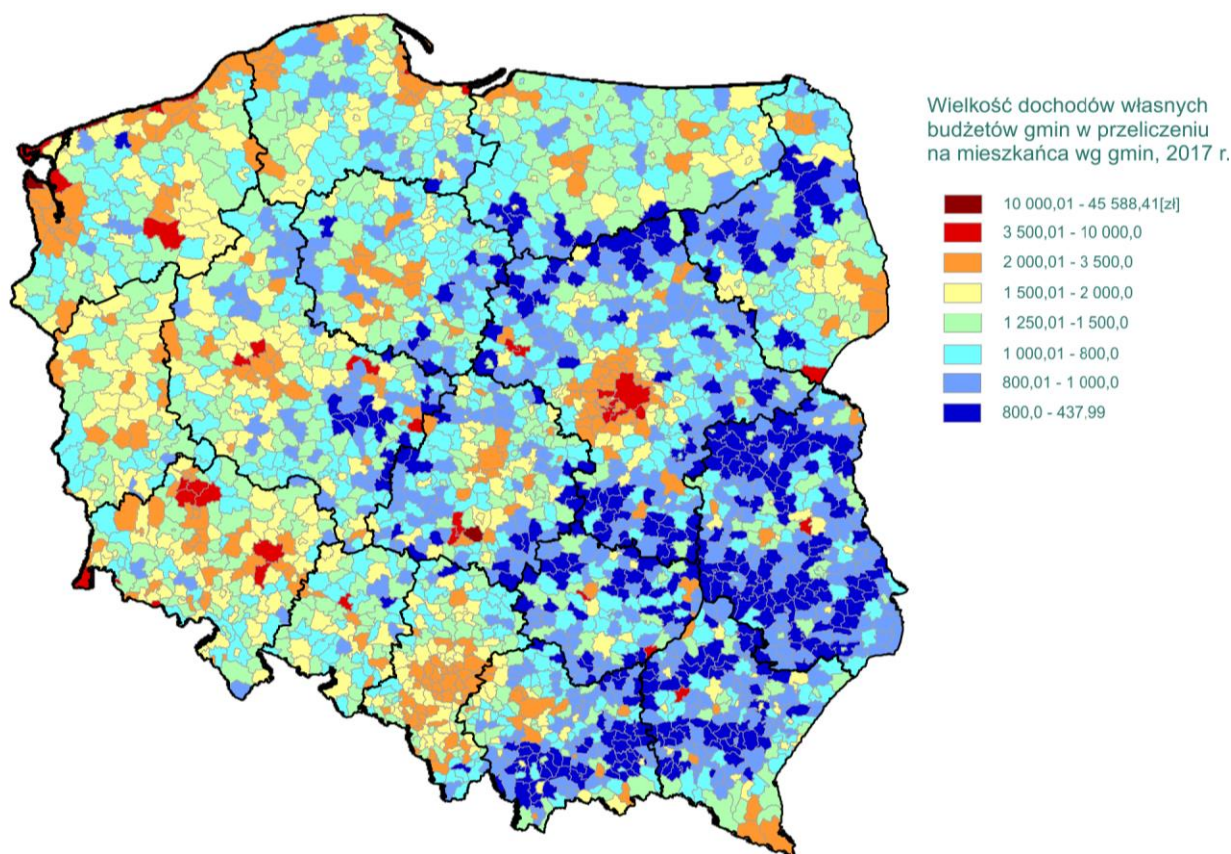 Wielkość dochodów własnych
budżetów gmin w przeliczeniu
na mieszkańca wg gmin, 2017 r.
10 000,01 - 45 588,41[zł]
3 500,01 - 10 000,0
2 000,01 - 3 500,0
1 500,01 - 2 000,0
1 250,01 -1 500,0
1 000,01 - 800,0
800,01 - 1 000,0
800,0 - 437,99